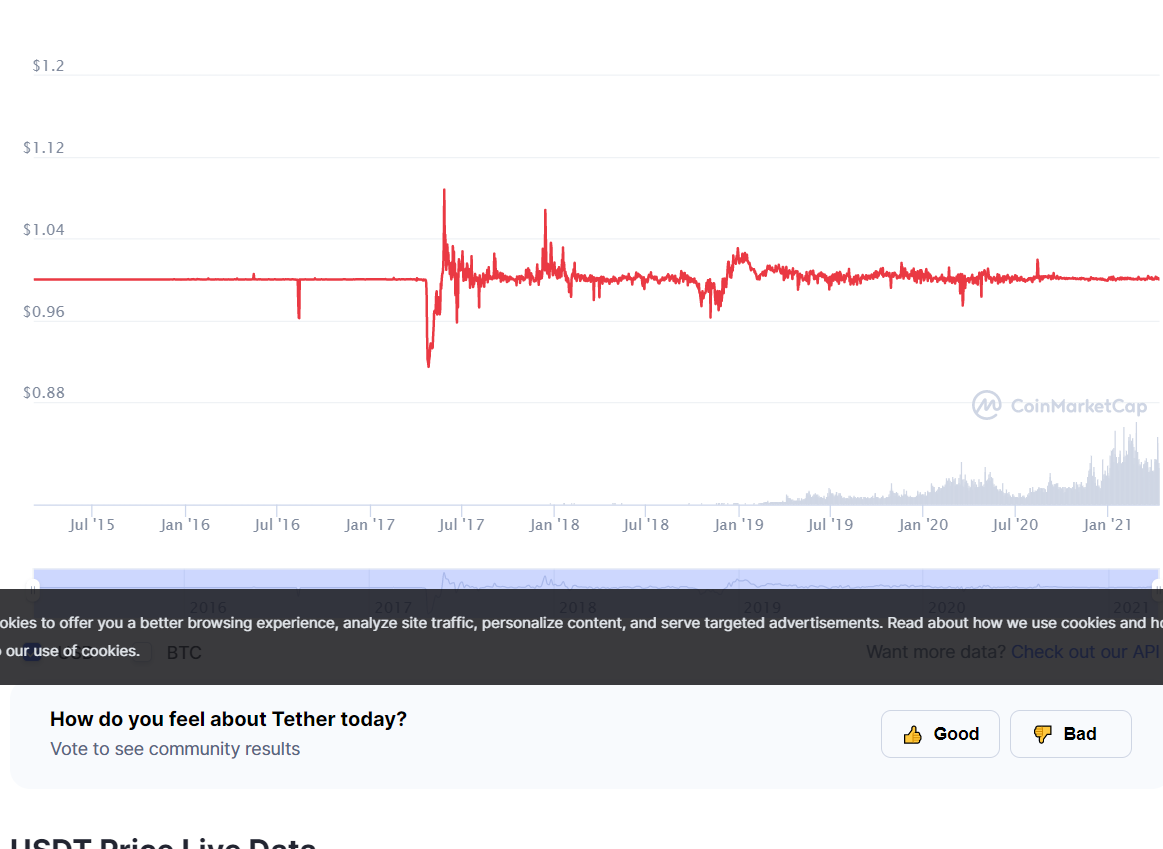 $1.2
$1.12
$1.04
$0.96
$0.88
CoinMarketCap
Jul '15 Jan '16 Jul '16 Jan '17 Jul '17 Jan '18 Jul '18 Jan '19 Jul '19 Jan '20 Jul '20 Jan '21
2016 2017 2018 2019 2020 2021
okies to offer you a better browsing experience, analyze site traffic, personalize content, and serve targeted advertisements. Read about how we use cookies and ho
our use of cookies.
BTC
Want more data? Check out our API
How do you feel about Tether today?
Vote to see community results
Good
Bad
USDT Price Live Data